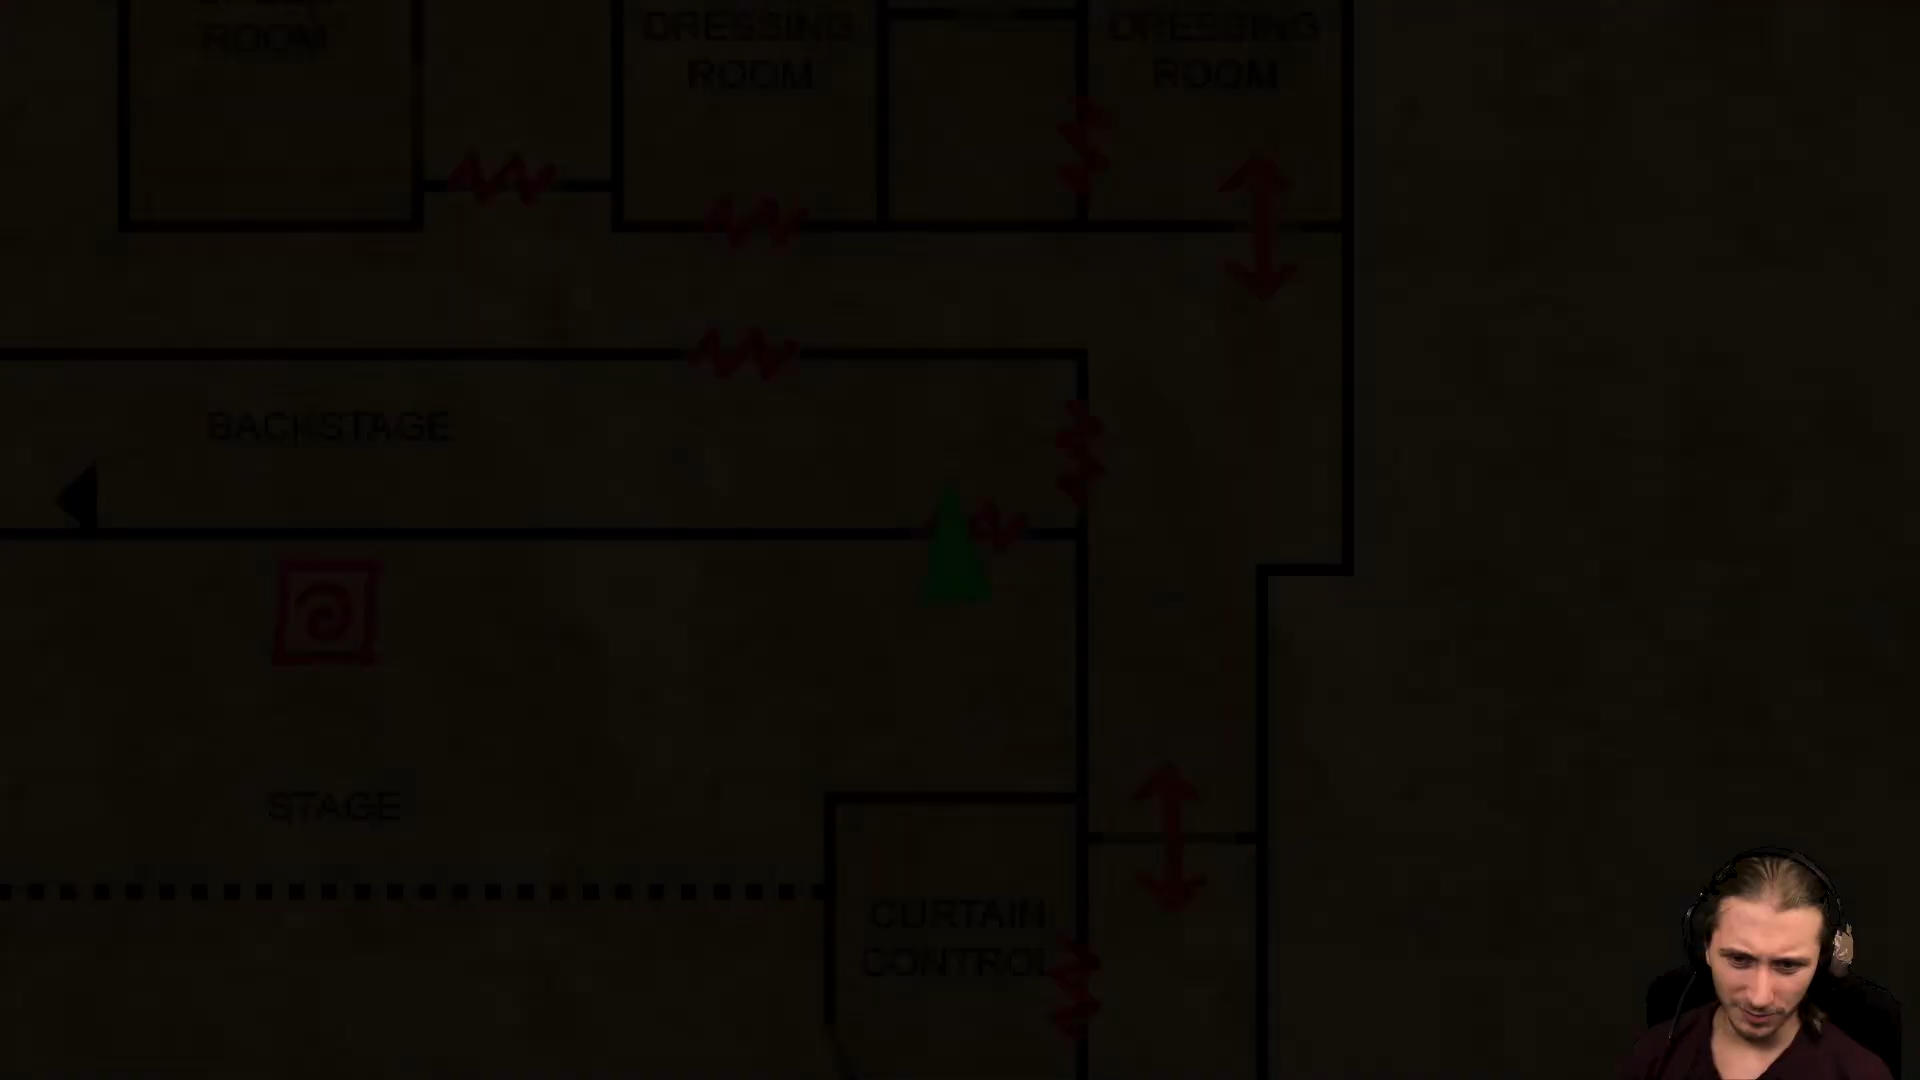 ROOM
DRESSING
ROOM
DRESSING
ROOM
BACKSTAGE
STAGE
CURTAIN
CONTROL